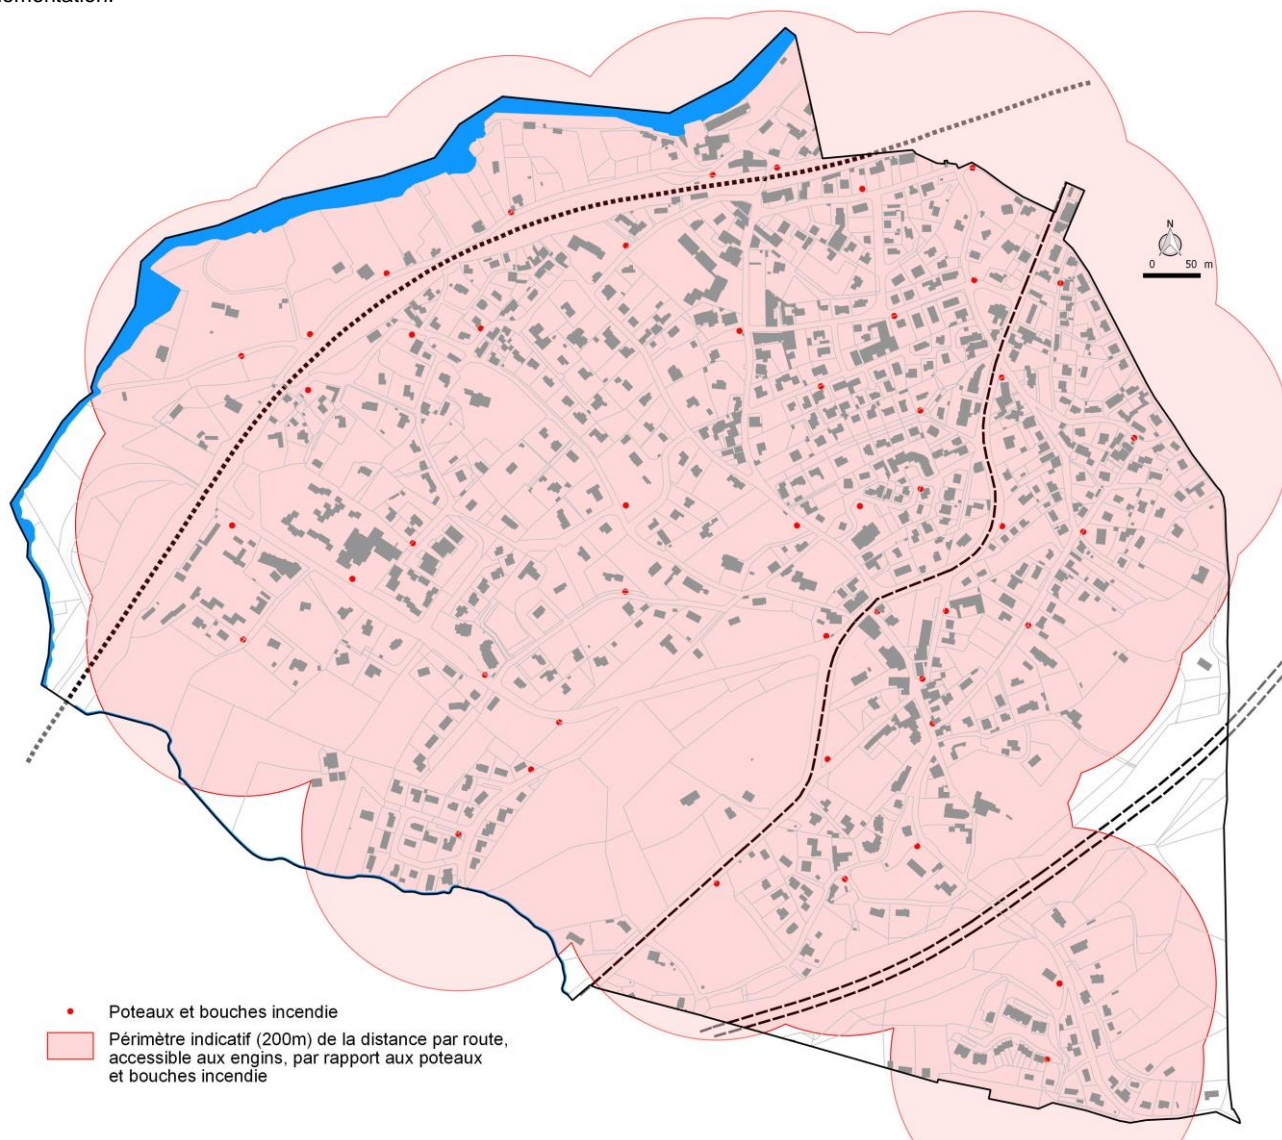 N
0 50 m
Poteaux et bouches incendie
Périmètre indicatif (200m) de la distance par route,
accessible aux engins, par rapport aux poteaux
et bouches incendie